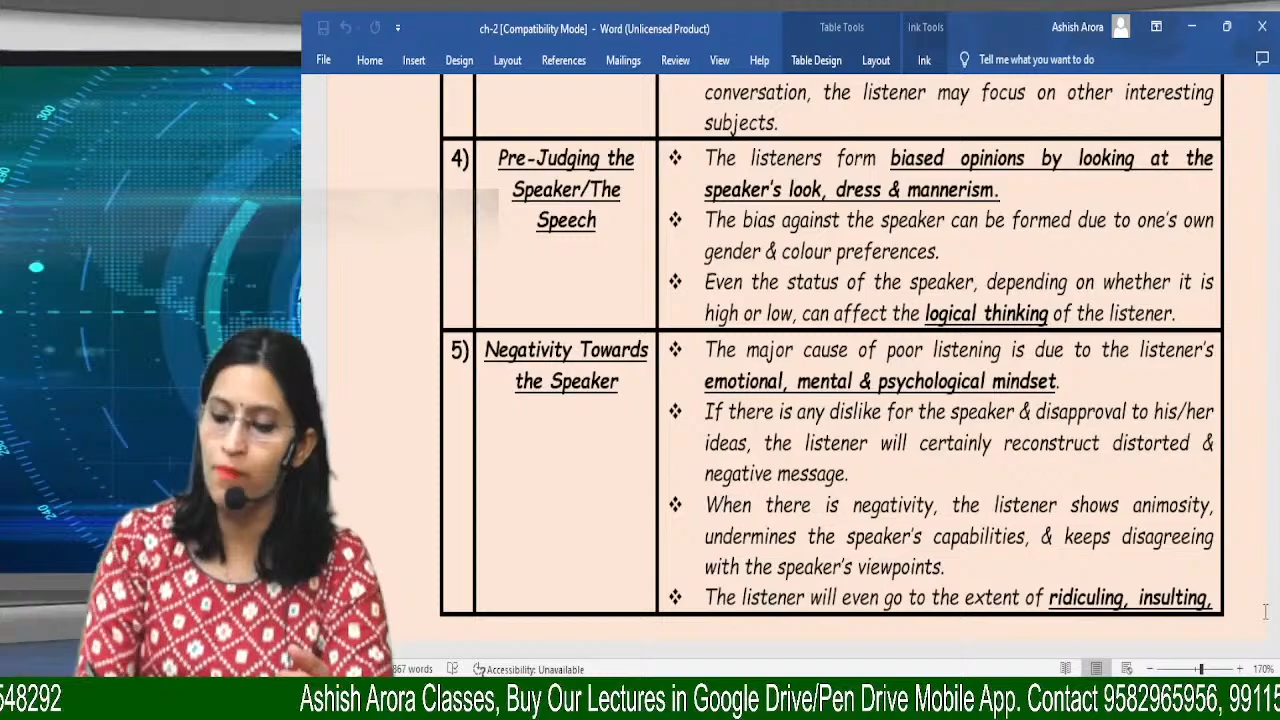 ch-2 [Compatibility Mode] - Word (Unlicensed Product)
Table Tools
Ink Tools
Ashish Arora
File Home Insert Design Layout References Mailings Review View Help Table Design Layout Ink Tell me what you want to do
conversation, the listener may focus on other interesting
subjects.
4) Pre-Judging the
Speaker/The
Speech
❖ The listeners form biased opinions by looking at the
speaker's look, dress & mannerism.
❖ The bias against the speaker can be formed due to one's own
gender & colour preferences.
❖ Even the status of the speaker, depending on whether it is
high or low, can affect the logical thinking of the listener.
5) Negativity Towards
the Speaker
❖ The major cause of poor listening is due to the listener's
emotional, mental & psychological mindset.
❖ If there is any dislike for the speaker & disapproval to his/her
ideas, the listener will certainly reconstruct distorted &
negative message.
❖ When there is negativity, the listener shows animosity,
undermines the speaker's capabilities, & keeps disagreeing
with the speaker's viewpoints.
❖ The listener will even go to the extent of ridiculing, insulting,
867 words Accessibility: Unavailable 170%
548292 Ashish Arora Classes, Buy Our Lectures in Google Drive/Pen Drive Mobile App. Contact 9582965956, 99115
300
240